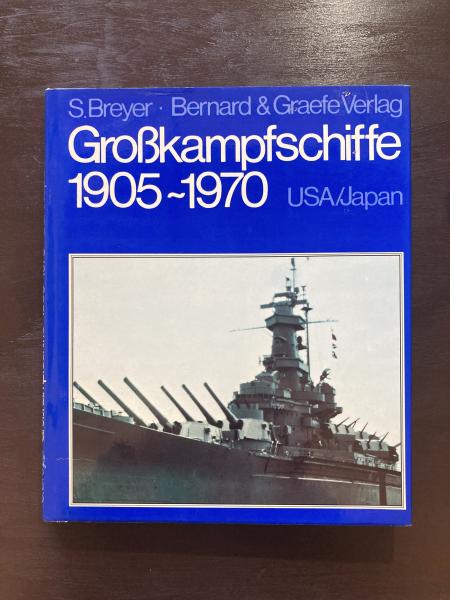 S. Breyer · Bernard & Graefe Verlag
Großkampfschiffe
1905~1970 USA/Japan